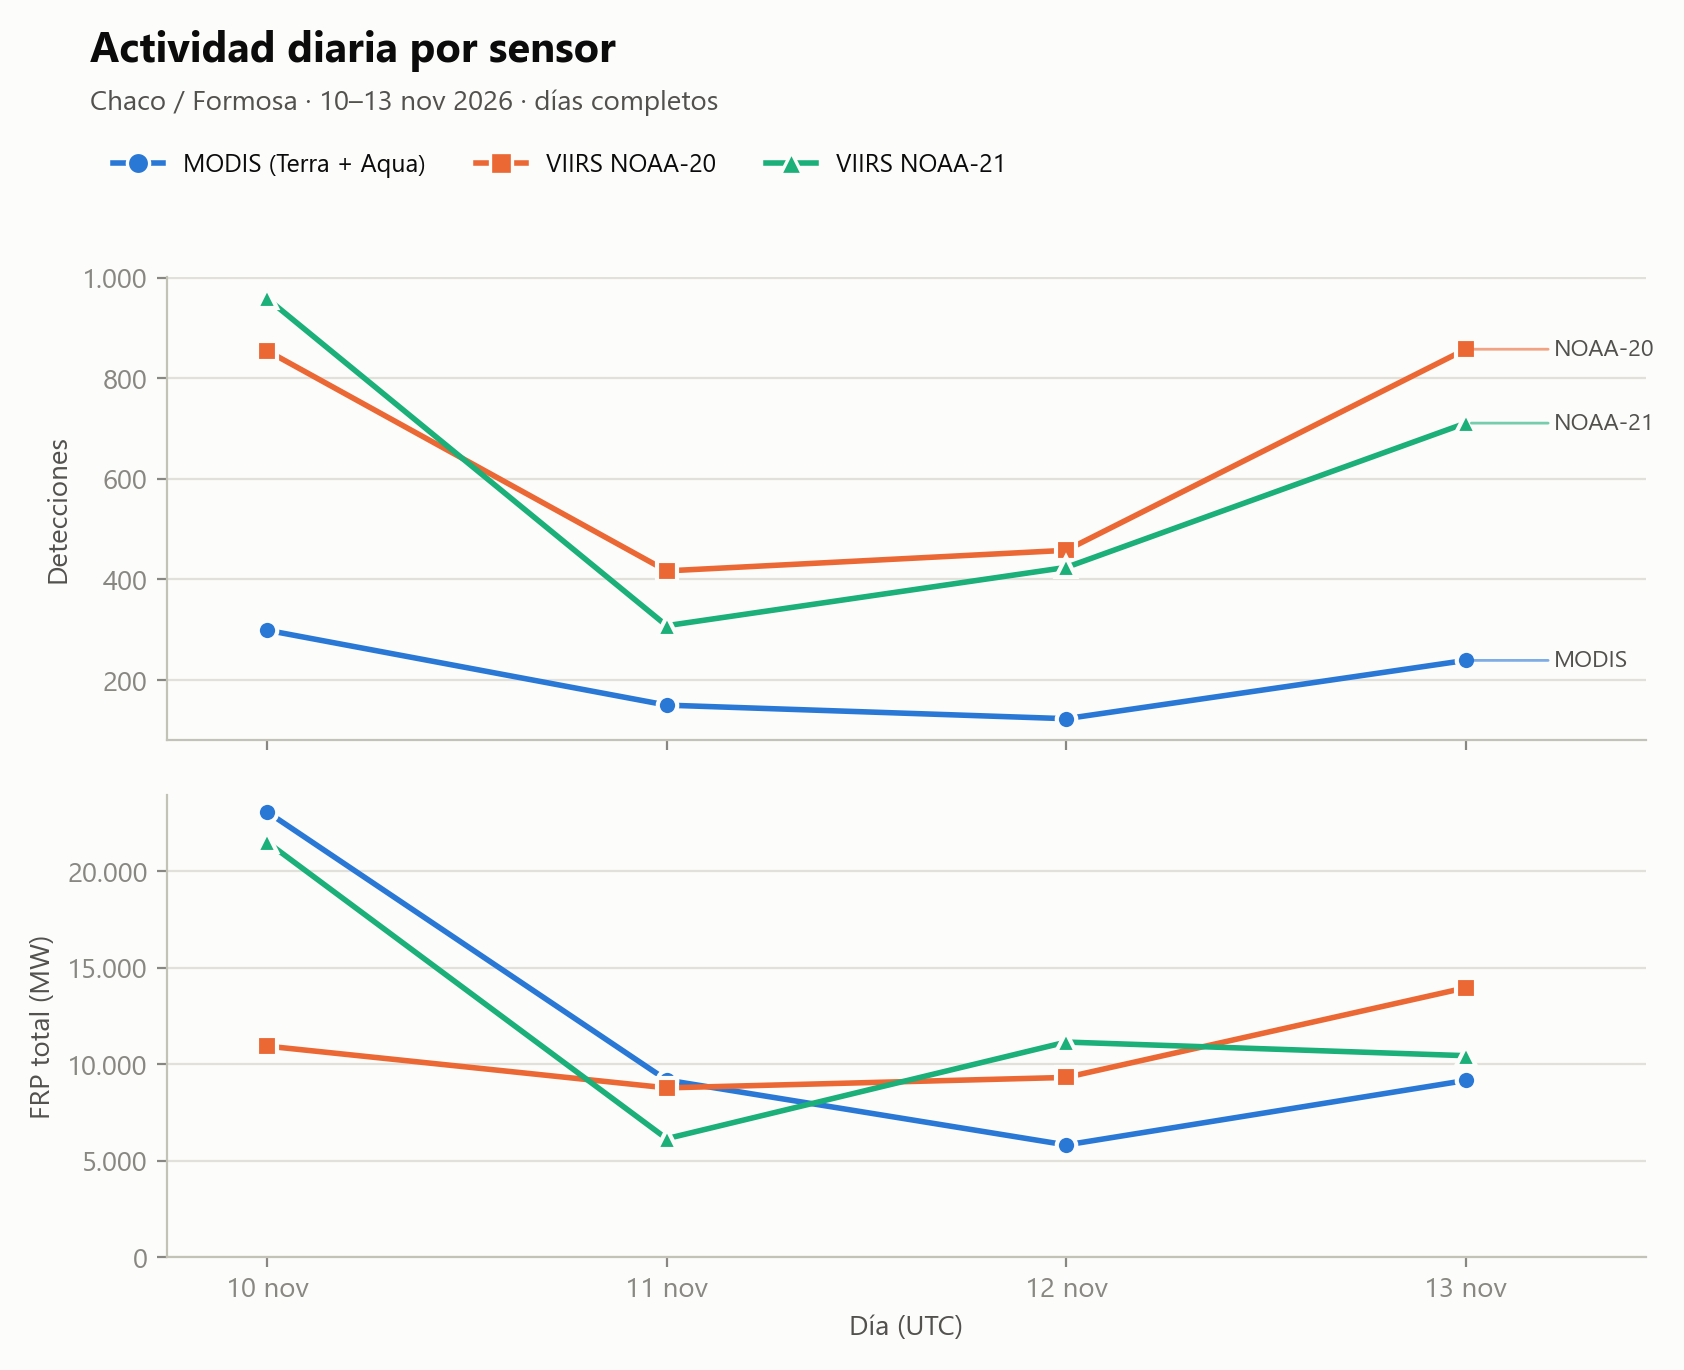 Actividad diaria por sensor
Chaco / Formosa · 10–13 nov 2026 · días completos
MODIS (Terra + Aqua)
VIIRS NOAA-20
VIIRS NOAA-21
Detecciones
1.000
800
600
400
200
NOAA-20
NOAA-21
MODIS
FRP total (MW)
20.000
15.000
10.000
5.000
0
10 nov
11 nov
12 nov
13 nov
Día (UTC)